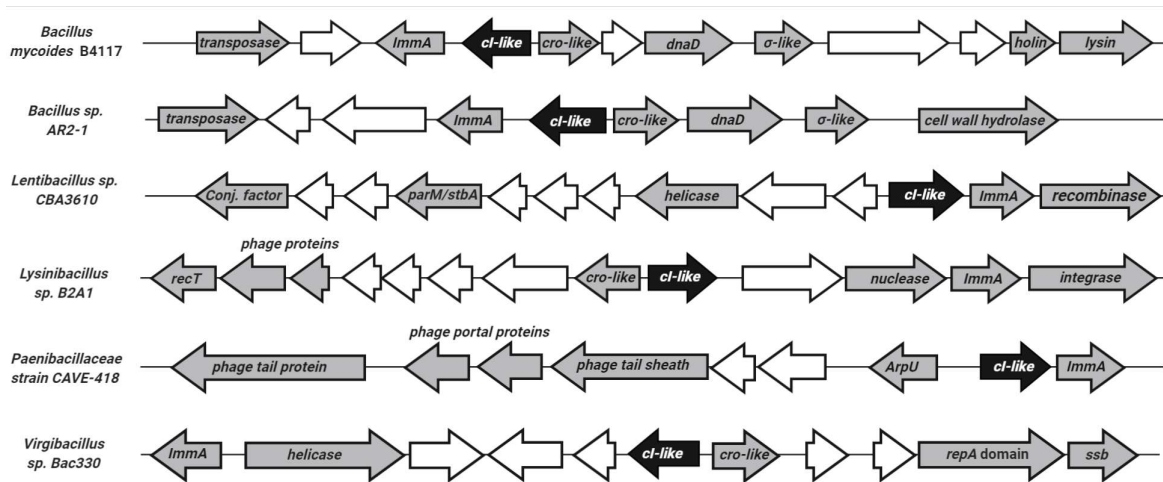 Bacillus
mycoides B4117
transposase ImmA cI-like cro-like dnaD σ-like holin lysin
Bacillus sp.
AR2-1
transposase ImmA cI-like cro-like dnaD σ-like cell wall hydrolase
Lentibacillus sp.
CBA3610
Conj. factor parM/stbA helicase cI-like ImmA recombinase
phage proteins
Lysinibacillus
sp. B2A1
recT cro-like cI-like nuclease ImmA integrase
phage portal proteins
Paenibacillaceae
strain CAVE-418
phage tail protein phage tail sheath ArpU cI-like ImmA
Virgibacillus
sp. Bac330
ImmA helicase cI-like cro-like repA domain ssb